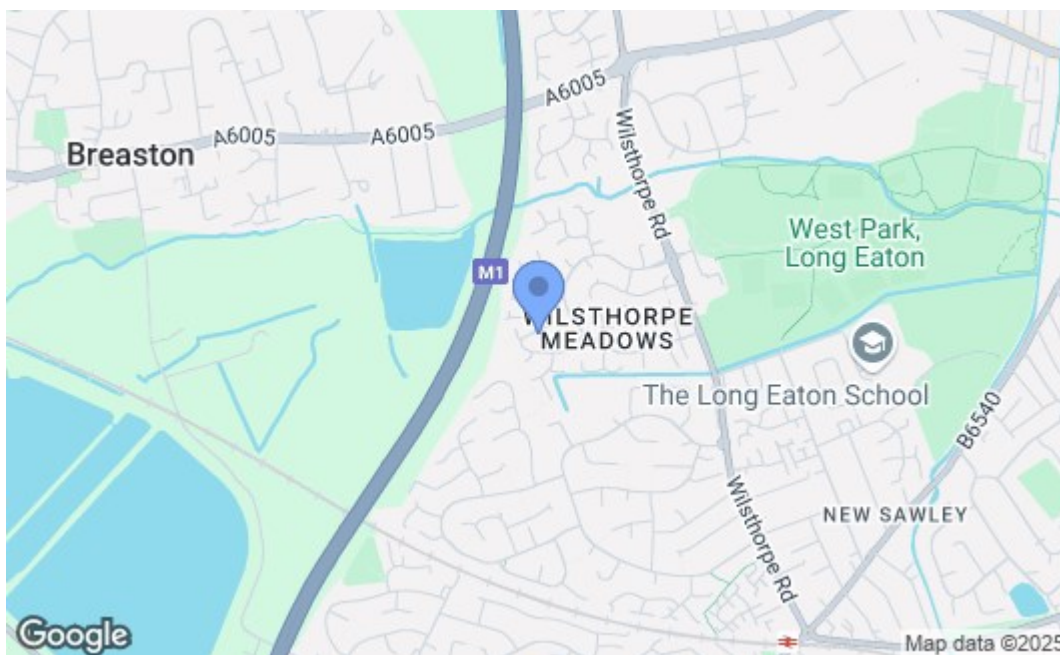 A6005
Wilsthorpe Rd
A6005
A6005
Breaston
West Park,
Long Eaton
M1
WILSTHORPE
MEADOWS
The Long Eaton School
B6540
Wilsthorpe Rd
NEW SAWLEY
Google
Map data ©2025